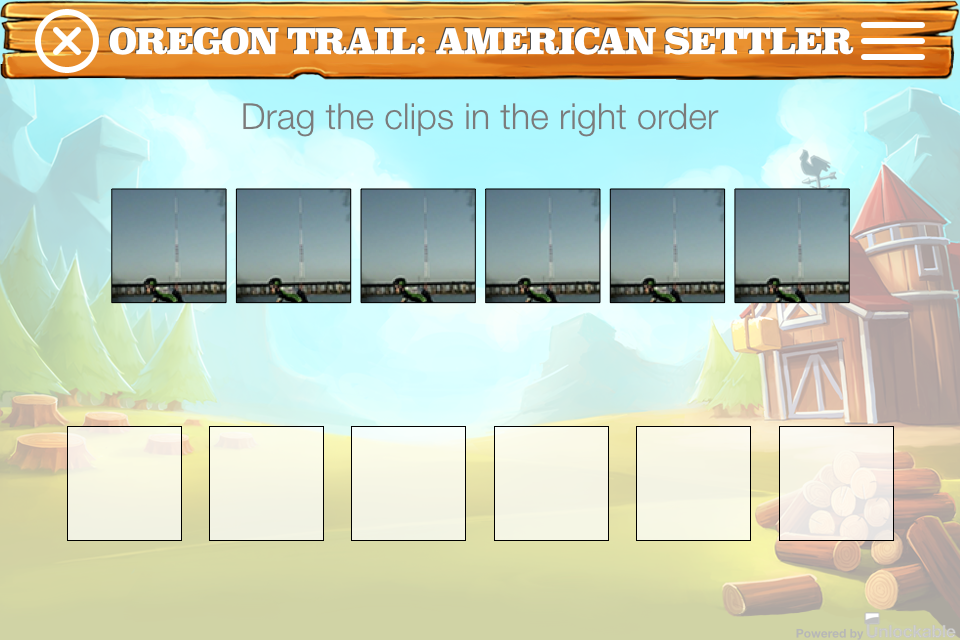 OREGON TRAIL: AMERICAN SETTLER
Drag the clips in the right order
Powered by